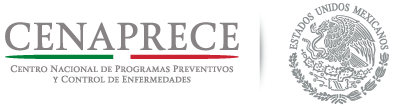 CENAPRECE
CENTRO NACIONAL DE PROGRAMAS PREVENTIVOS
Y CONTROL DE ENFERMEDADES
ESTADOS UNIDOS MEXICANOS